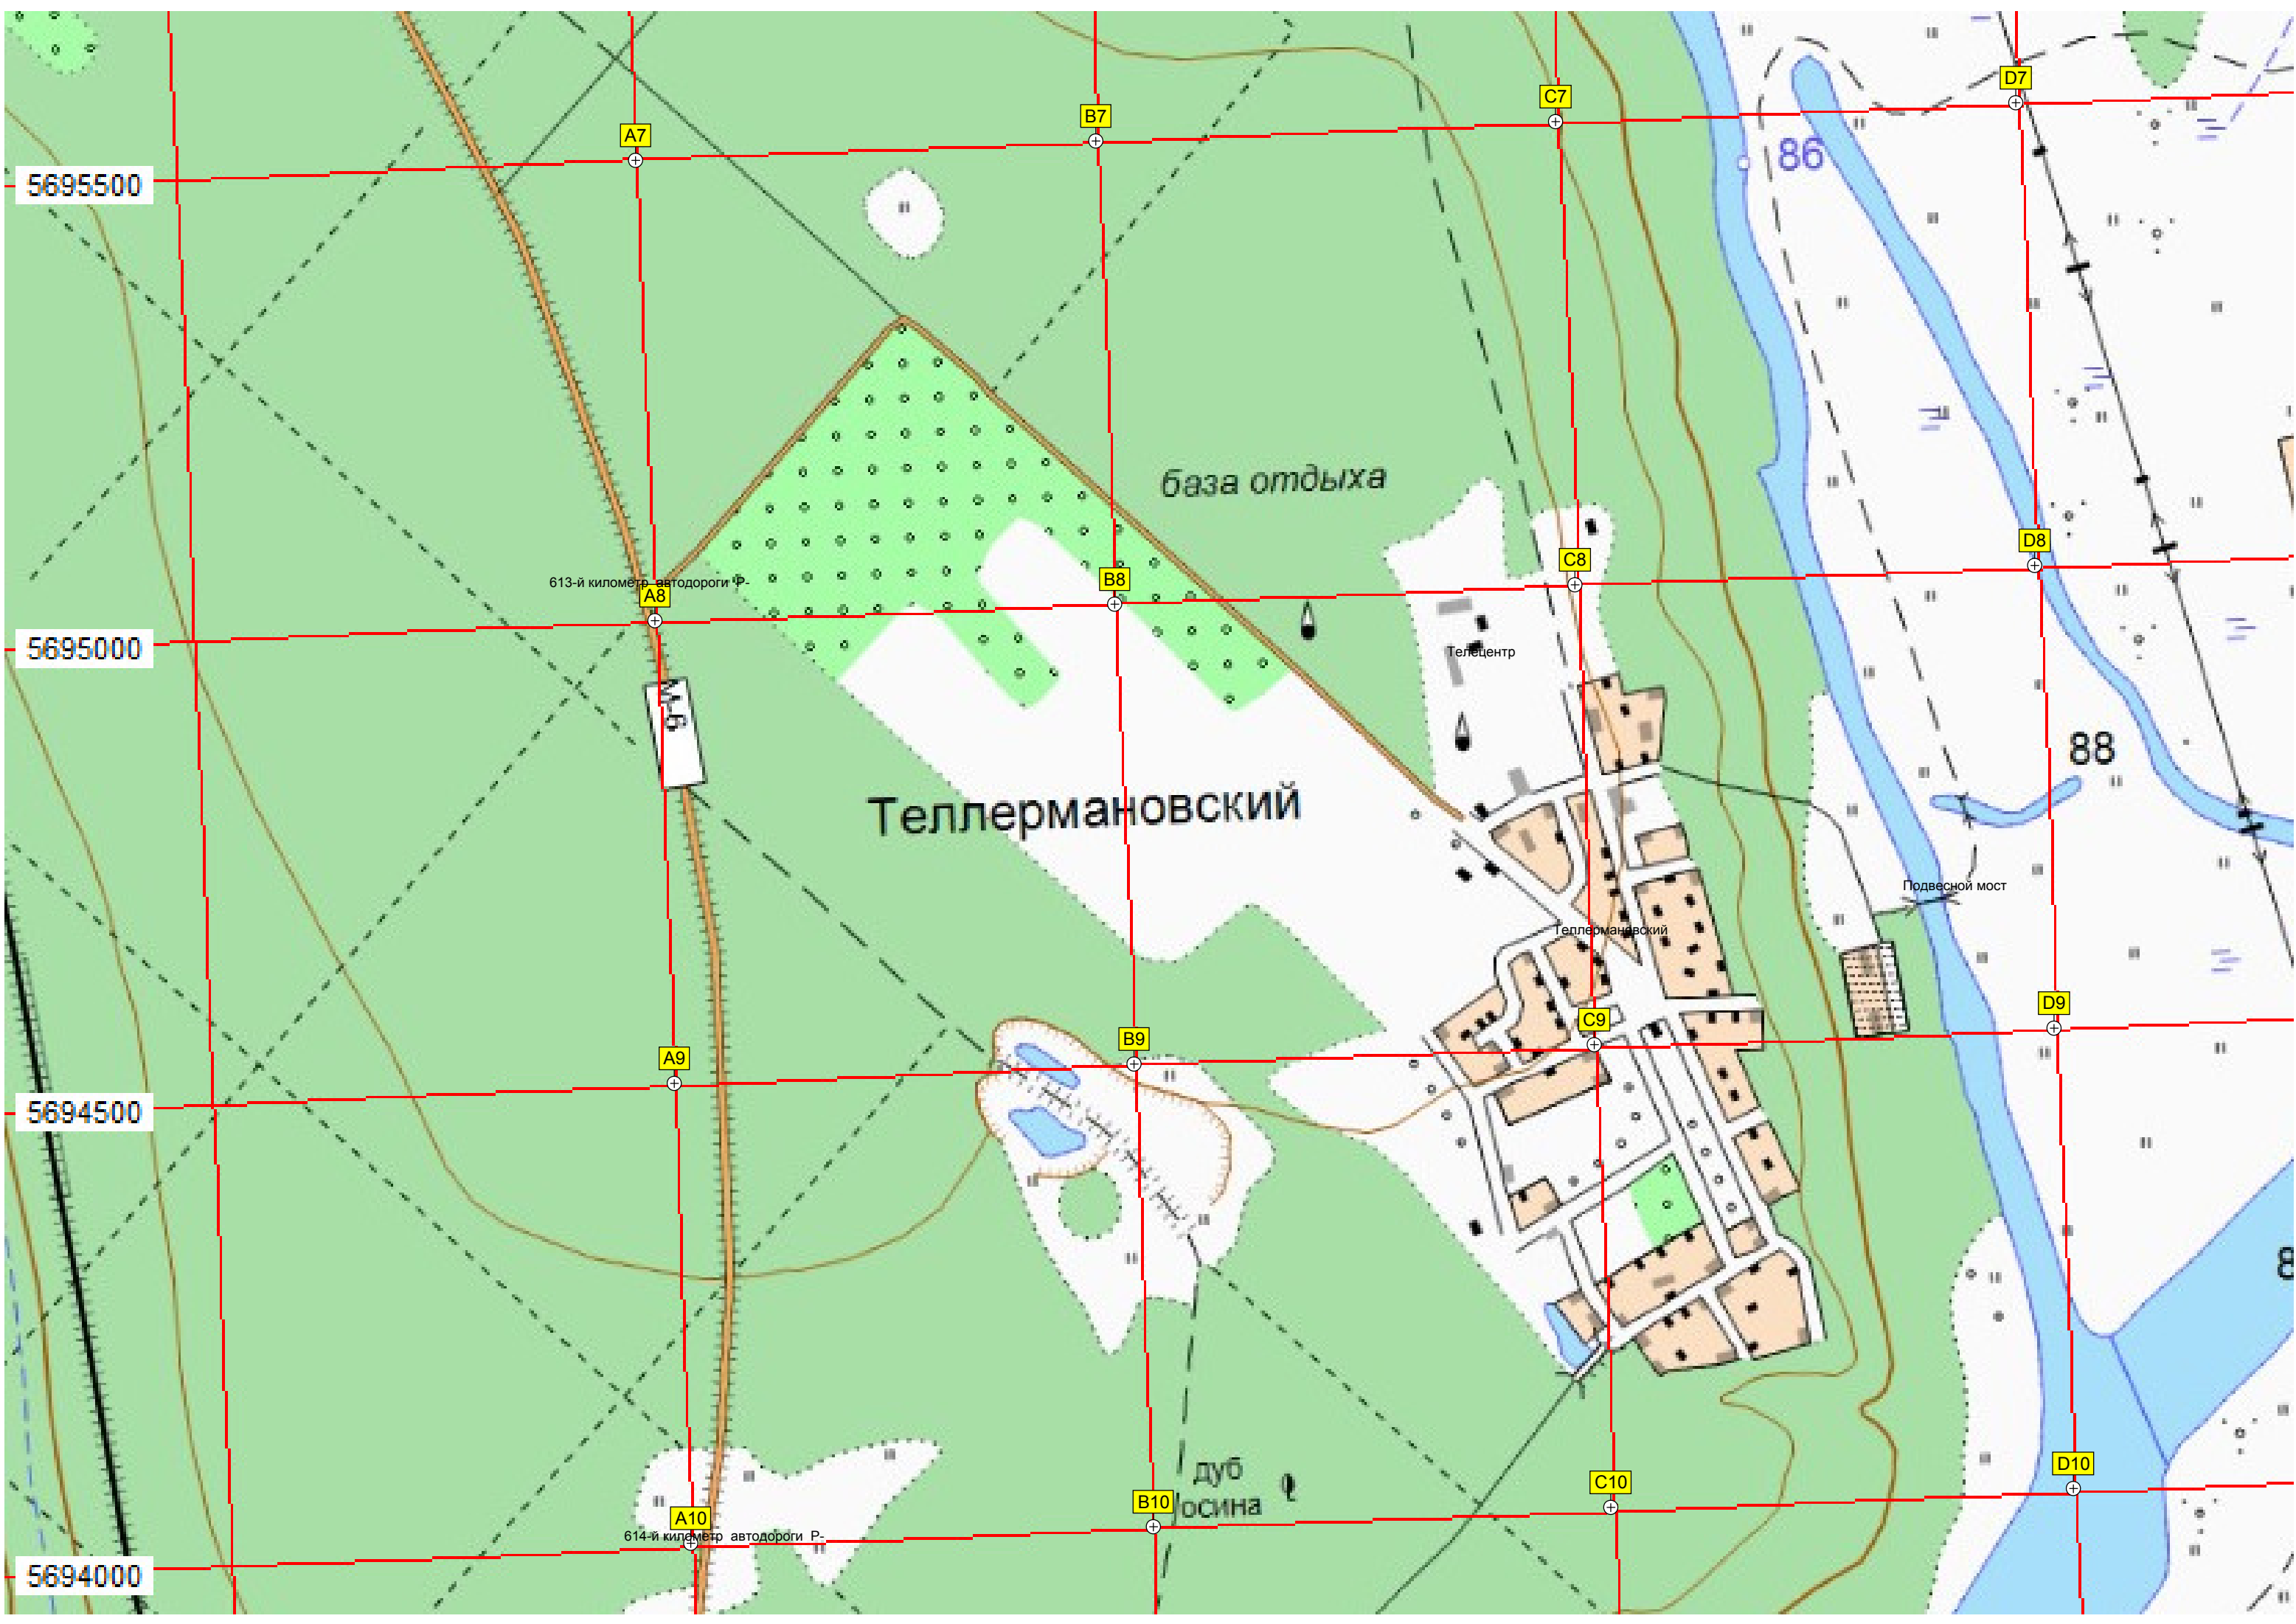 D7
C7
B7
A7
86
5695500
база отдыха
D8
C8
B8
613-й километр автодороги Р-
A8
5695000
Телецентр
М-6
88
Теллермановский
Подвесной мост
Теллермановский
D9
C9
B9
A9
5694500
8
D10
дуб
C10
B10
осина
A10
614-й километр автодороги Р-
5694000